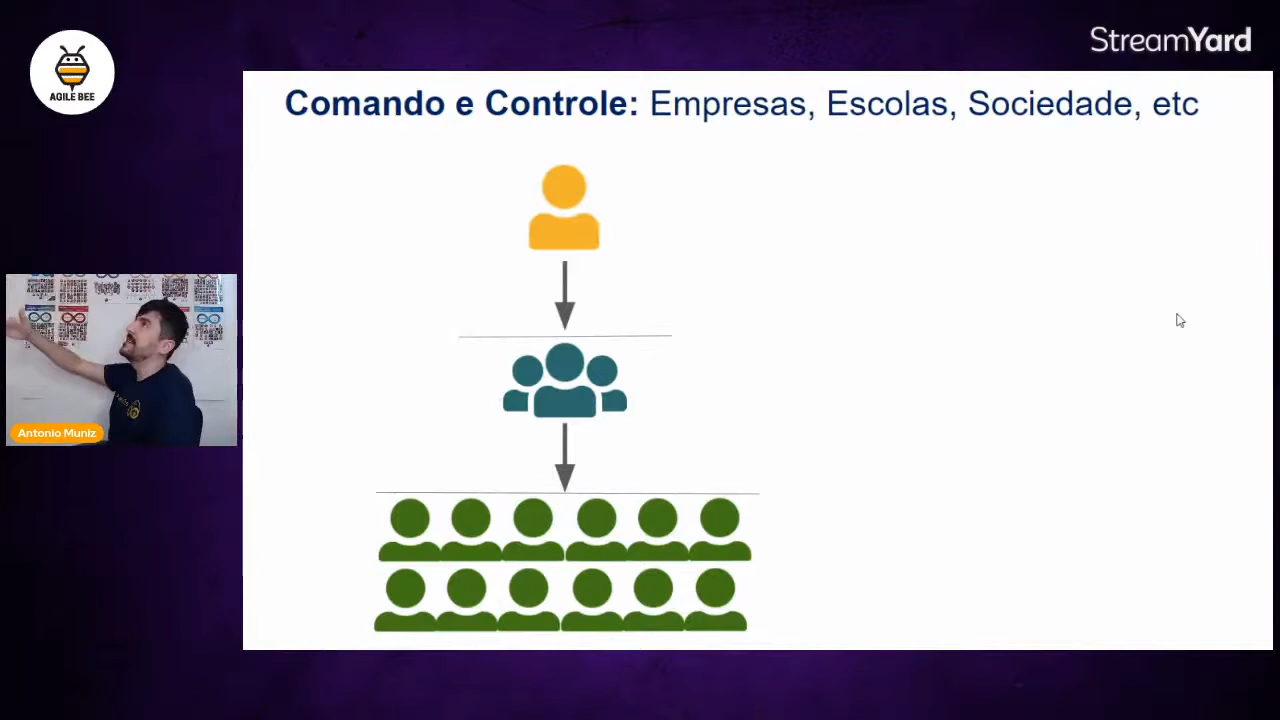 AGILE BEE
StreamYard
Comando e Controle: Empresas, Escolas, Sociedade, etc
Antonio Muniz